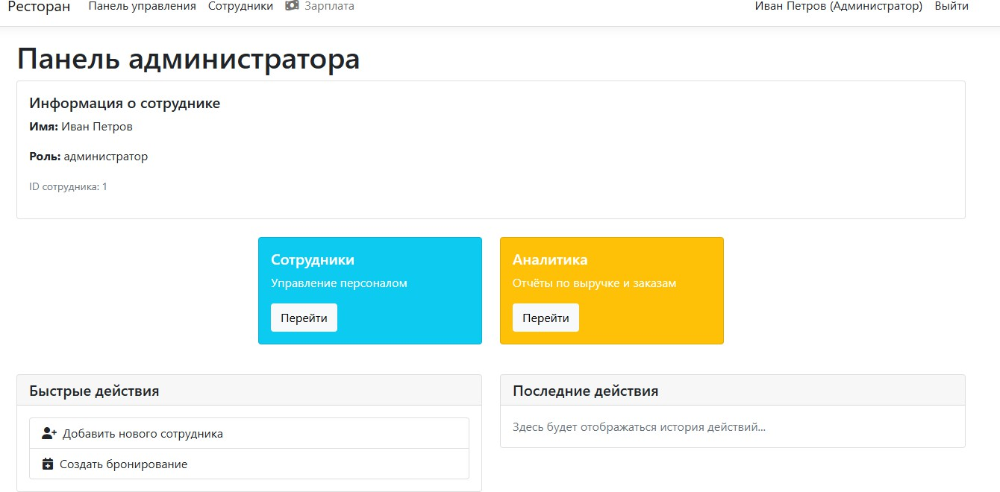 Ресторан Панель управления Сотрудники Зарплата Иван Петров (Администратор) Выйти
Панель администратора
Информация о сотруднике
Имя: Иван Петров
Роль: администратор
ID сотрудника: 1
Сотрудники
Управление персоналом
Перейти
Аналитика
Отчёты по выручке и заказам
Перейти
Быстрые действия
Добавить нового сотрудника
Создать бронирование
Последние действия
Здесь будет отображаться история действий...